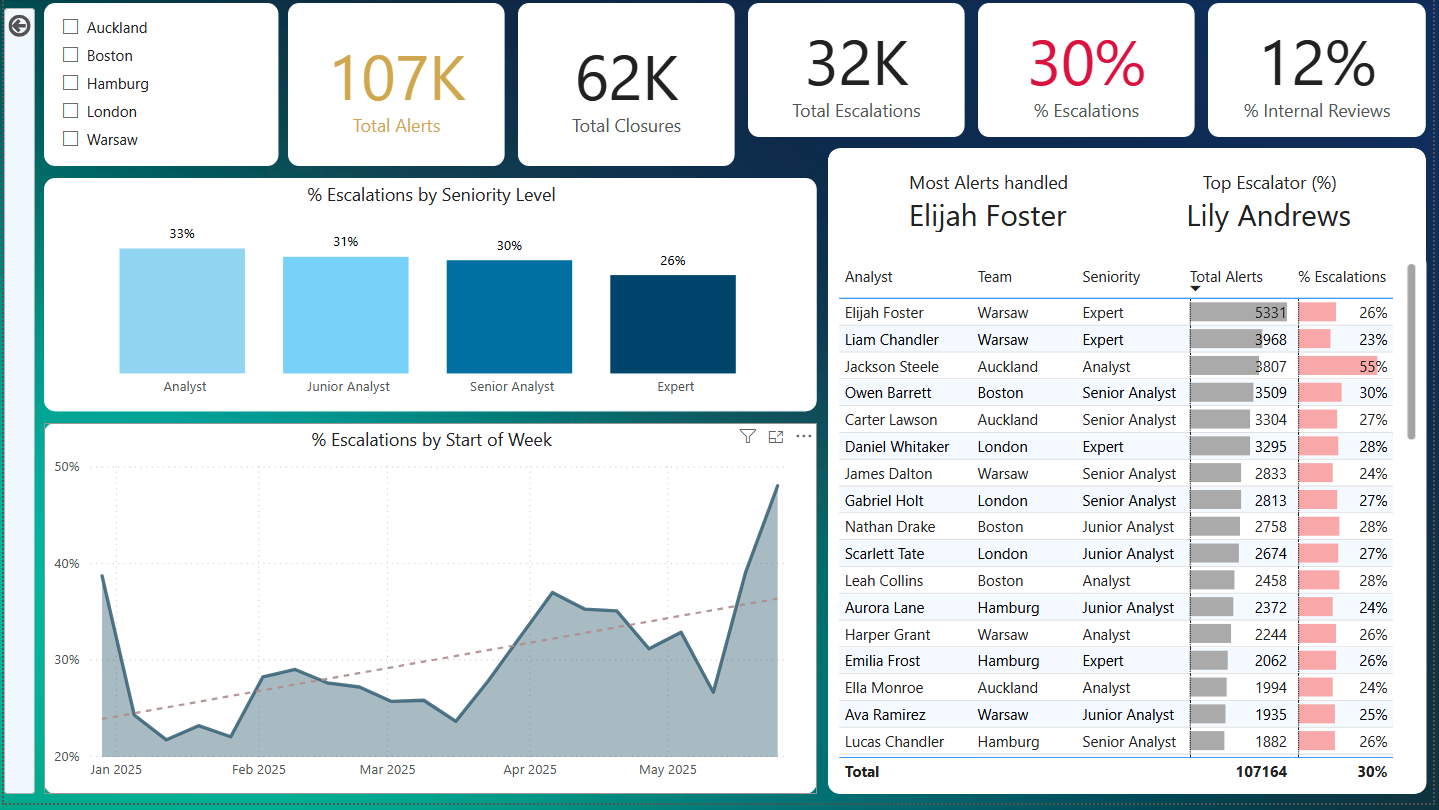 Auckland
Boston
Hamburg
London
Warsaw
107K
Total Alerts
62K
Total Closures
32K
Total Escalations
30%
% Escalations
12%
% Internal Reviews
% Escalations by Seniority Level
33%
31%
30%
26%
Analyst
Junior Analyst
Senior Analyst
Expert
% Escalations by Start of Week
50%
40%
30%
20%
Jan 2025
Feb 2025
Mar 2025
Apr 2025
May 2025
Most Alerts handled
Elijah Foster
Top Escalator (%)
Lily Andrews
Analyst Team Seniority Total Alerts % Escalations
Elijah Foster Warsaw Expert 5331 26%
Liam Chandler Warsaw Expert 3968 23%
Jackson Steele Auckland Analyst 3807 55%
Owen Barrett Boston Senior Analyst 3509 30%
Carter Lawson Auckland Senior Analyst 3304 27%
Daniel Whitaker London Expert 3295 28%
James Dalton Warsaw Senior Analyst 2833 24%
Gabriel Holt London Senior Analyst 2813 27%
Nathan Drake Boston Junior Analyst 2758 28%
Scarlett Tate London Junior Analyst 2674 27%
Leah Collins Boston Analyst 2458 28%
Aurora Lane Hamburg Junior Analyst 2372 24%
Harper Grant Warsaw Analyst 2244 26%
Emilia Frost Hamburg Expert 2062 26%
Ella Monroe Auckland Analyst 1994 24%
Ava Ramirez Warsaw Junior Analyst 1935 25%
Lucas Chandler Hamburg Senior Analyst 1882 26%
Total 107164 30%